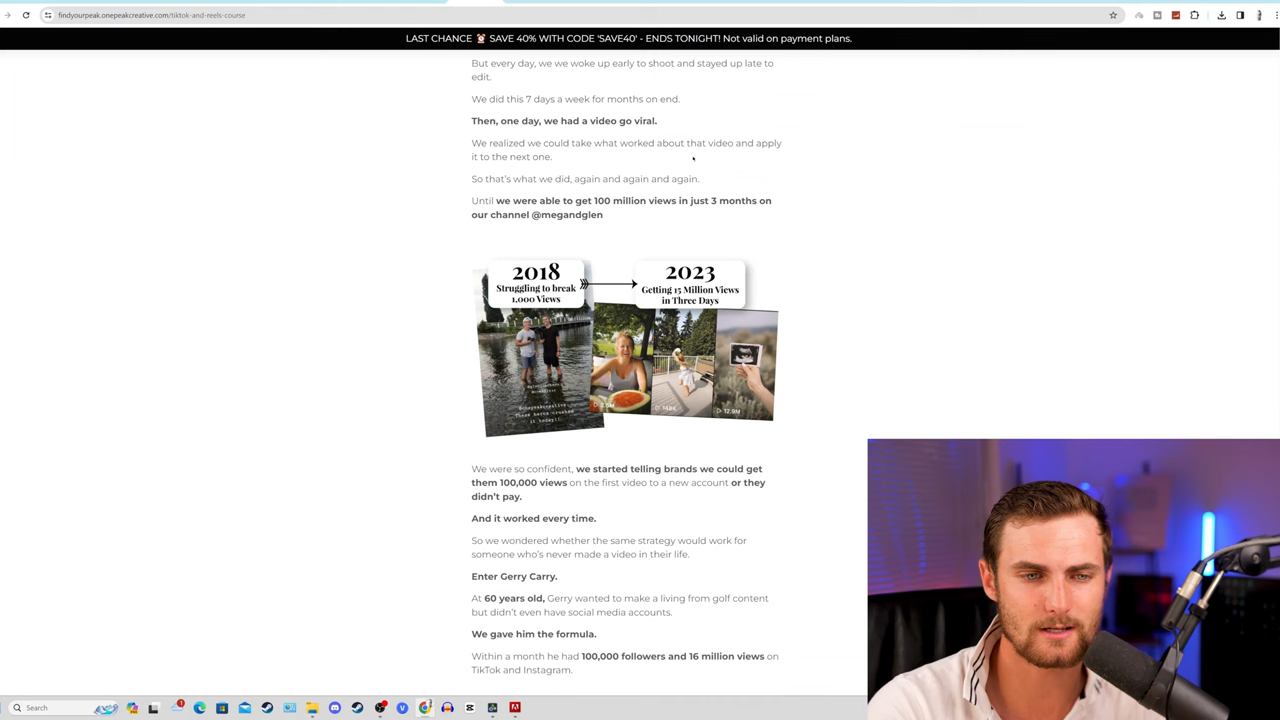 findyourpeak.onepeakcreative.com/tiktok-and-reels-course
LAST CHANCE ⏰ SAVE 40% WITH CODE 'SAVE40' - ENDS TONIGHT! Not valid on payment plans.
But every day, we we woke up early to shoot and stayed up late to
edit.
We did this 7 days a week for months on end.
Then, one day, we had a video go viral.
We realized we could take what worked about that video and apply
it to the next one.
So that's what we did, again and again and again.
Until we were able to get 100 million views in just 3 months on
our channel @megandglen
2018
Struggling to break
1,000 Views
2023
Getting 15 Million Views
in Three Days
12.9M
We were so confident, we started telling brands we could get
them 100,000 views on the first video to a new account or they
didn't pay.
And it worked every time.
So we wondered whether the same strategy would work for
someone who's never made a video in their life.
Enter Gerry Carry.
At 60 years old, Gerry wanted to make a living from golf content
but didn't even have social media accounts.
We gave him the formula.
Within a month he had 100,000 followers and 16 million views on
TikTok and Instagram.
Search